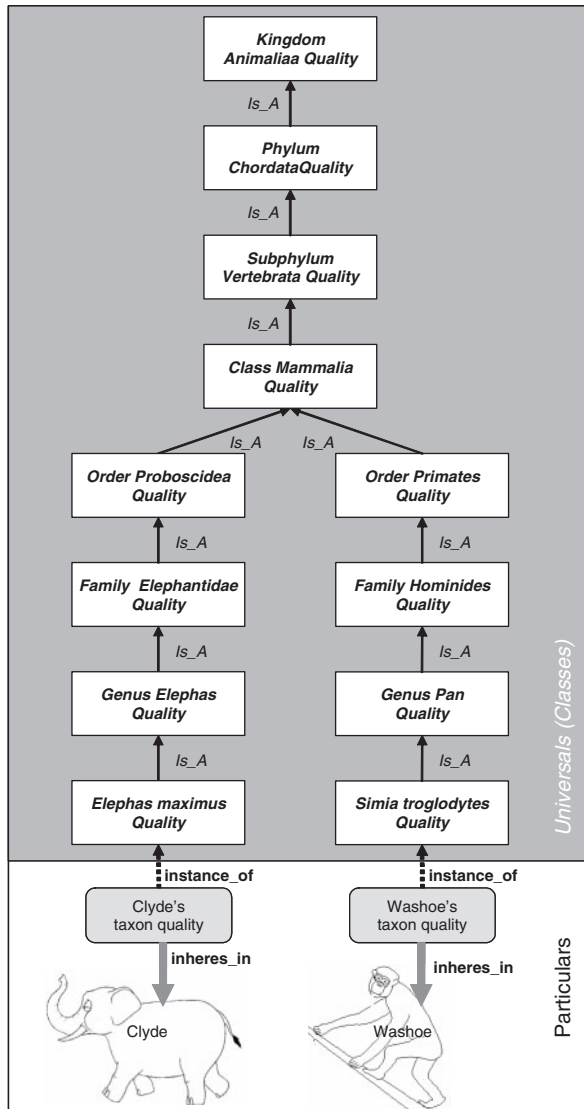 Kingdom
Animaliaa Quality
Is_A
Phylum
ChordataQuality
Is_A
Subphylum
Vertebrata Quality
Is_A
Class Mammalia
Quality
Is_A
Is_A
Order Proboscidea
Quality
Order Primates
Quality
Is_A
Is_A
Family Elephantidae
Quality
Family Hominides
Quality
Is_A
Is_A
Genus Elephas
Quality
Genus Pan
Quality
Is_A
Is_A
Elephas maximus
Quality
Simia troglodytes
Quality
Universals (Classes)
instance_of
instance_of
Clyde's
taxon quality
Washoe's
taxon quality
inheres_in
inheres_in
Clyde
Washoe
Particulars